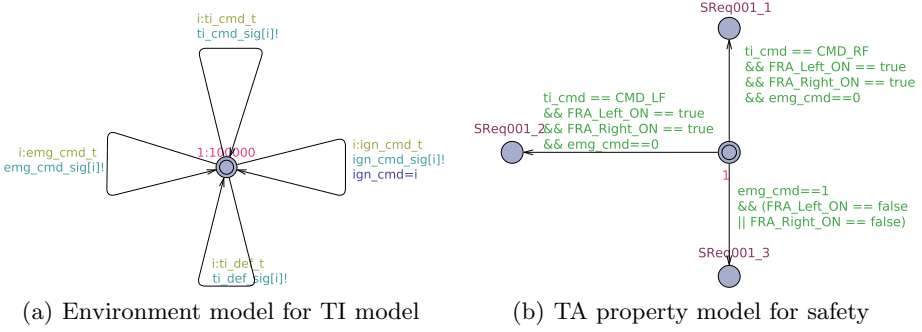 i:ti_cmd_t
ti_cmd_sig[i]!
i:emg_cmd_t
emg_cmd_sig[i]!
1:100000
i:ign_cmd_t
ign_cmd_sig[i]!
ign_cmd=i
i:ti_def_t
ti_def_sig[i]!
(a) Environment model for TI model
SReq001_1
ti_cmd == CMD_RF
&& FRA_Left_ON == true
&& FRA_Right_ON == true
&& emg_cmd==0
ti_cmd == CMD_LF
&& FRA_Left_ON == true
&& FRA_Right_ON == true
&& emg_cmd==0
SReq001_2
1
emg_cmd==1
&& (FRA_Left_ON == false
|| FRA_Right_ON == false)
SReq001_3
(b) TA property model for safety